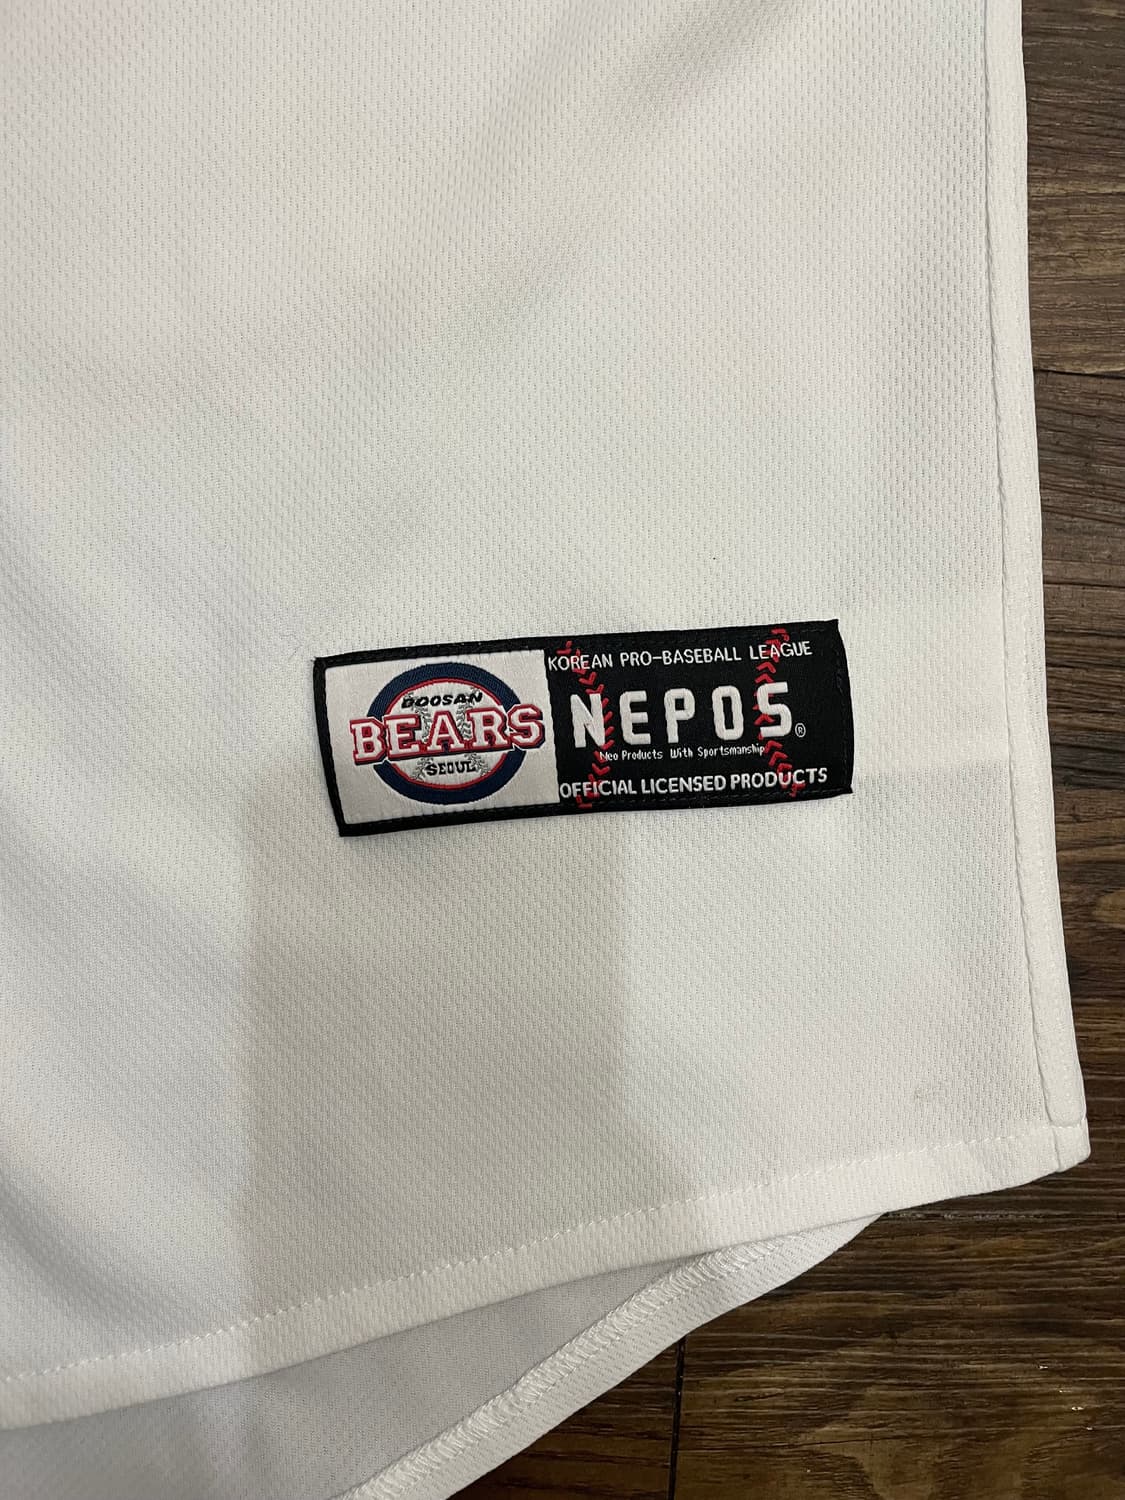 DOOSAN
BEARS
SEOUL
KOREAN PRO-BASEBALL LEAGUE
NEPOS®
Neo Products With Sportsmanship
OFFICIAL LICENSED PRODUCTS